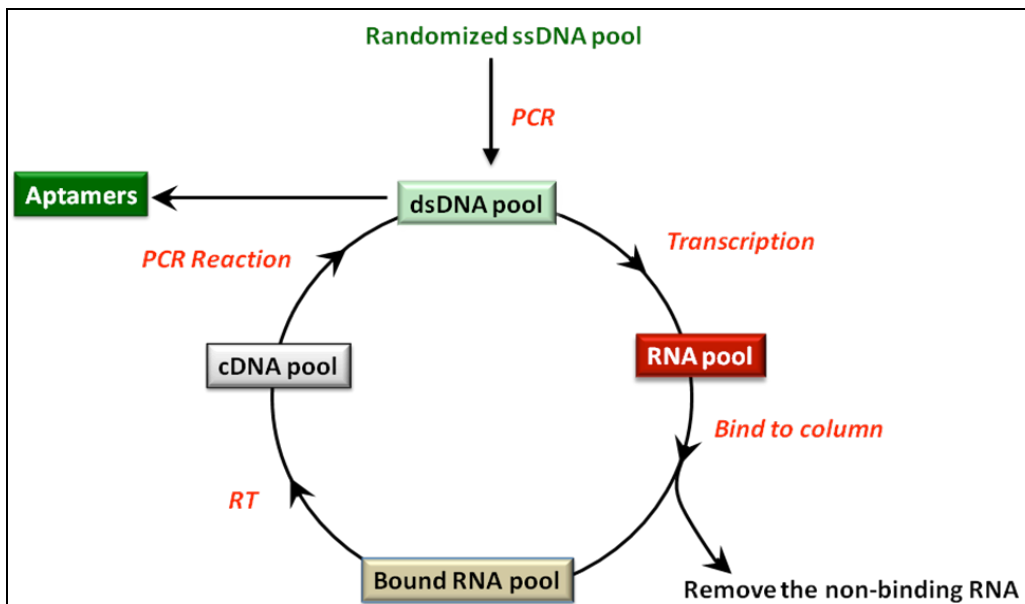 Randomized ssDNA pool
PCR
Aptamers
dsDNA pool
PCR Reaction
Transcription
cDNA pool
RNA pool
Bind to column
RT
Bound RNA pool
Remove the non-binding RNA